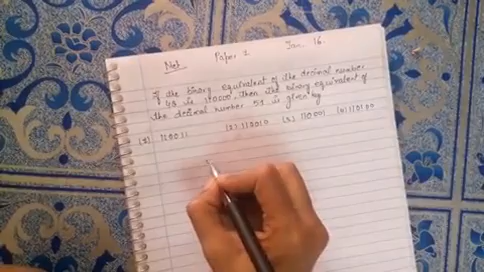 Net Paper 1 Jan. 16.
If the binary equivalent of the decimal number
48 is 110000, then the binary equivalent of
the decimal number 51 is given by
(1) 110011 (2) 110010 (3) 110001 (4) 110100